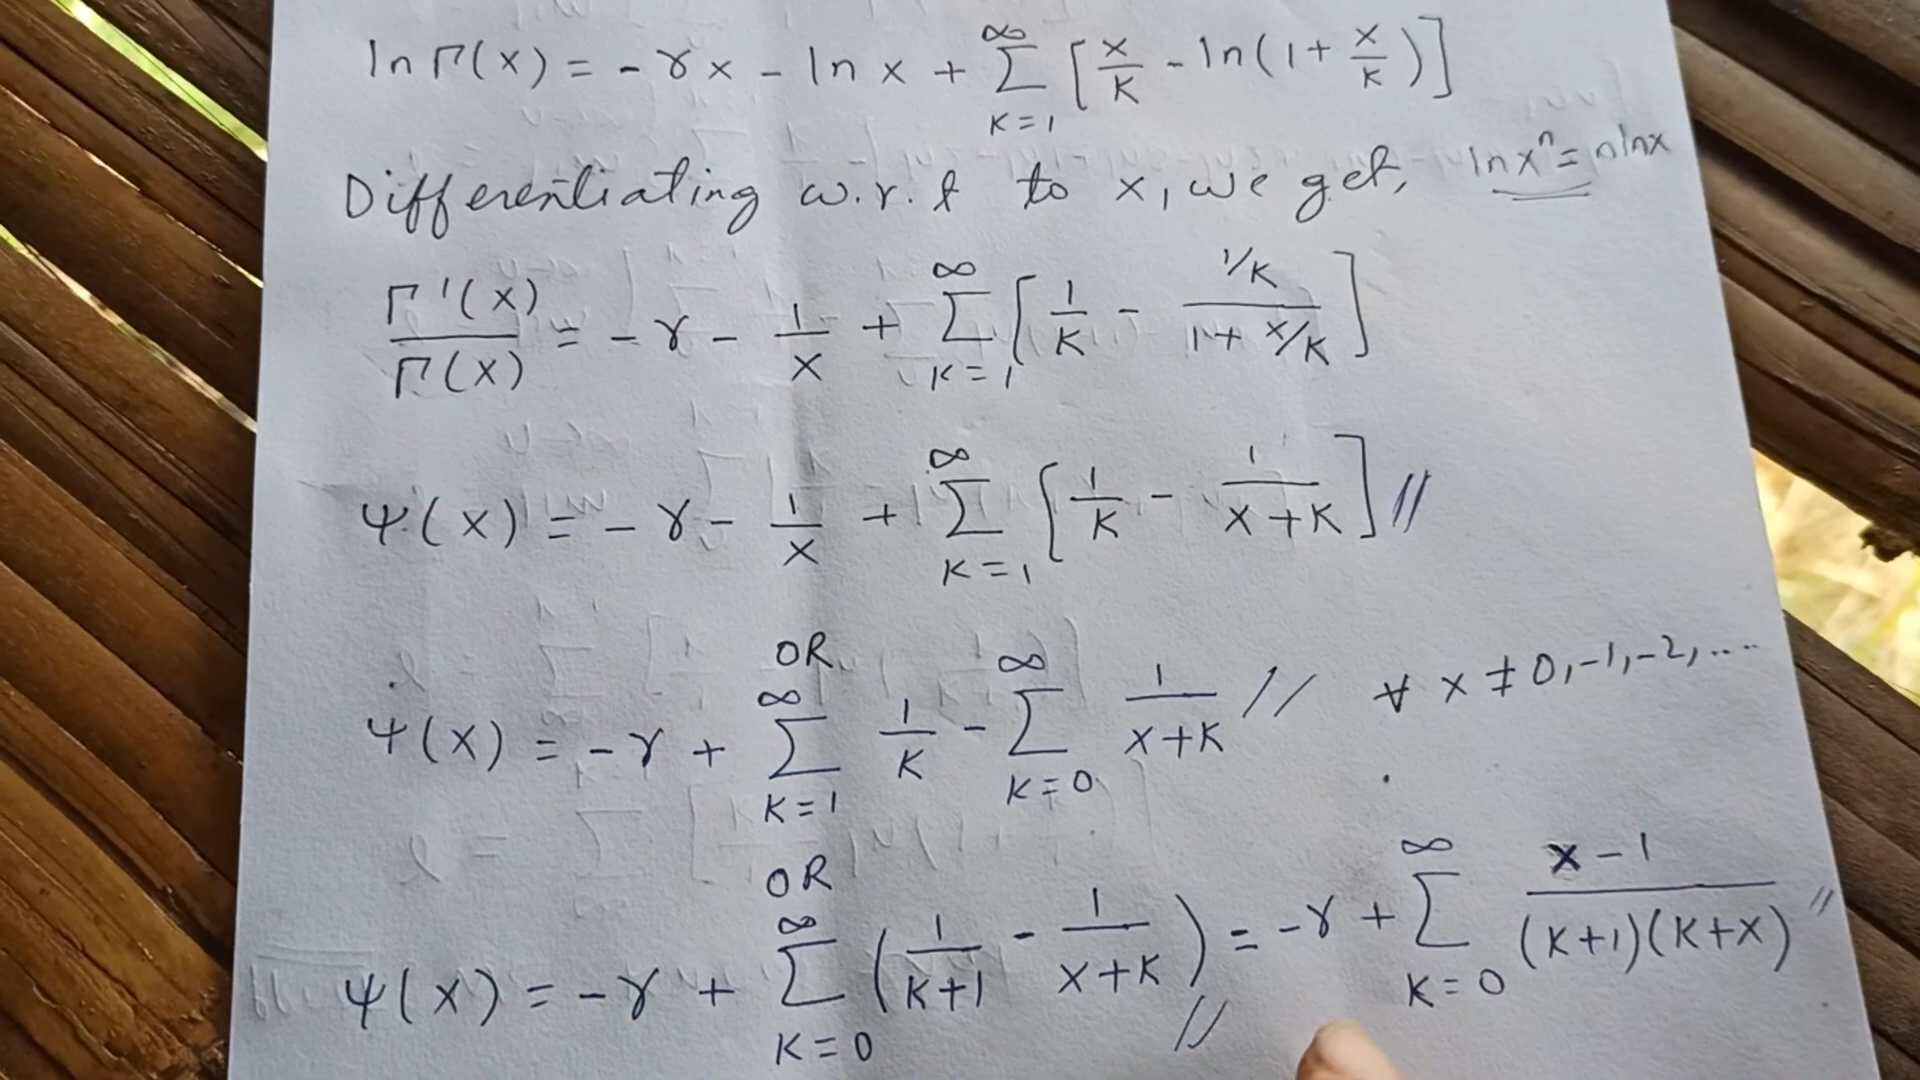 ln Γ(x) = - γx - ln x + ∞∑k=1 [x/k - ln(1 + x/k)]
Differentiating w.r.t to x, we get, ln xⁿ = n ln x
Γ'(x)/Γ(x) = - γ - 1/x + ∞∑k=1 [1/k - (1/k)/(1 + x/k)]
Ψ(x) = - γ - 1/x + ∞∑k=1 [1/k - 1/(x+k)] //
OR
Ψ(x) = - γ + ∞∑k=1 1/k - ∞∑k=0 1/(x+k) // ∀ x ≠ 0, -1, -2, ....
OR
Ψ(x) = - γ + ∞∑k=0 (1/(k+1) - 1/(x+k)) // = - γ + ∞∑k=0 (x-1)/((k+1)(k+x)) //